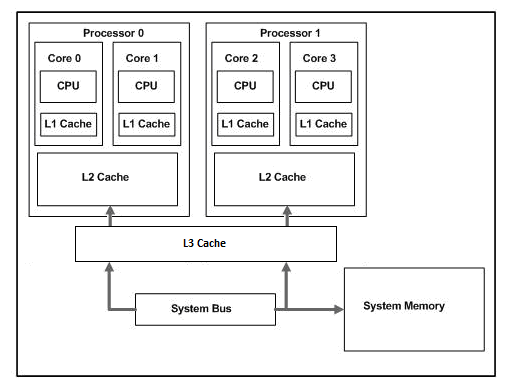 Processor 0
Processor 1
Core 0
Core 1
Core 2
Core 3
CPU
CPU
CPU
CPU
L1 Cache
L1 Cache
L1 Cache
L1 Cache
L2 Cache
L2 Cache
L3 Cache
System Bus
System Memory